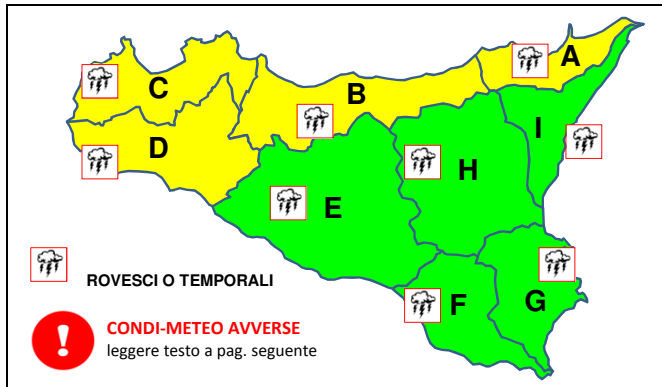 A
C
B
I
D
H
E
ROVESCI O TEMPORALI
F
G
CONDI-METEO AVVERSE
leggere testo a pag. seguente